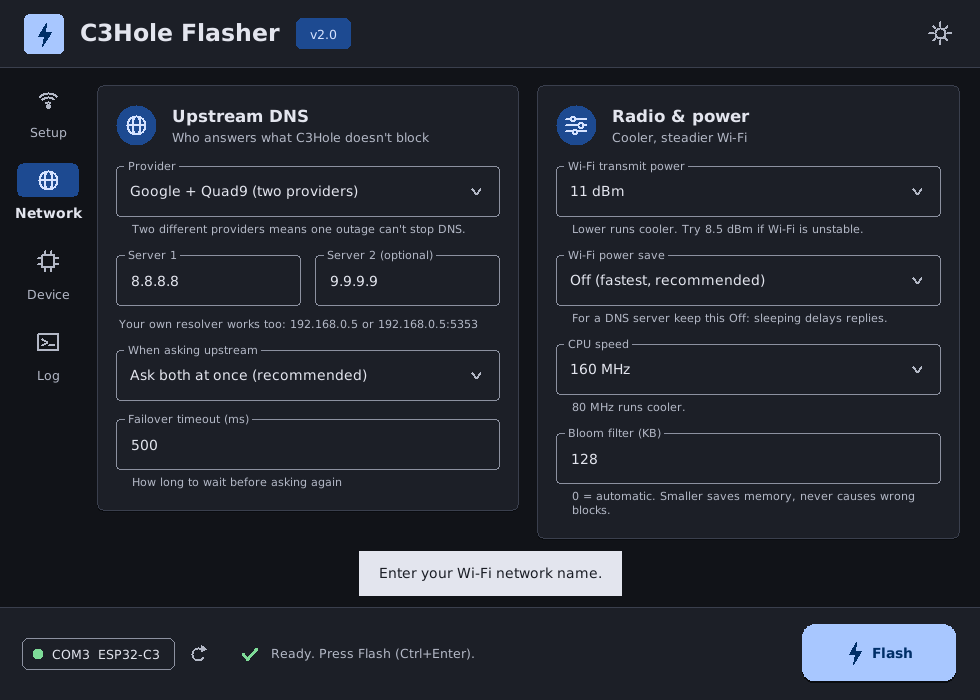 C3Hole Flasher
v2.0
Setup
Network
Device
Log
Upstream DNS
Who answers what C3Hole doesn't block
Provider
Google + Quad9 (two providers)
Two different providers means one outage can't stop DNS.
Server 1
8.8.8.8
Server 2 (optional)
9.9.9.9
Your own resolver works too: 192.168.0.5 or 192.168.0.5:5353
When asking upstream
Ask both at once (recommended)
Failover timeout (ms)
500
How long to wait before asking again
Radio & power
Cooler, steadier Wi-Fi
Wi-Fi transmit power
11 dBm
Lower runs cooler. Try 8.5 dBm if Wi-Fi is unstable.
Wi-Fi power save
Off (fastest, recommended)
For a DNS server keep this Off: sleeping delays replies.
CPU speed
160 MHz
80 MHz runs cooler.
Bloom filter (KB)
128
0 = automatic. Smaller saves memory, never causes wrong
blocks.
Enter your Wi-Fi network name.
COM3 ESP32-C3
Ready. Press Flash (Ctrl+Enter).
Flash